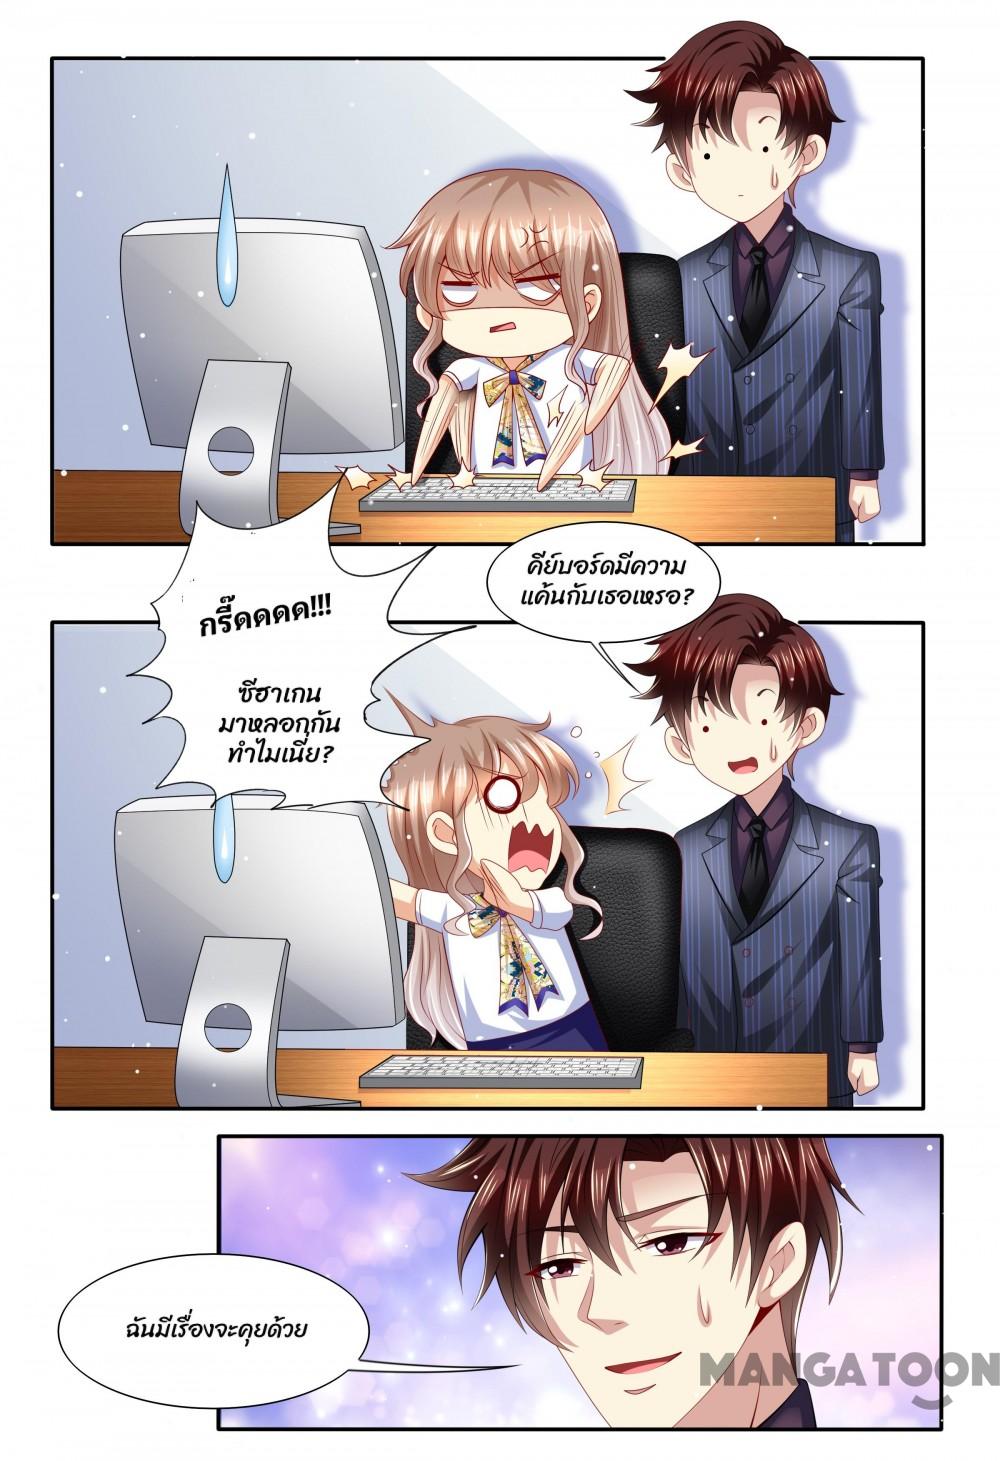 คีย์บอร์ดมีความ
แค้นกับเธอเหรอ?
กรี๊ดดดด!!!
ซีฮาเกน
มาหลอกกัน
ทำไมเนี่ย?
ฉันมีเรื่องจะคุยด้วย
MANGATOON